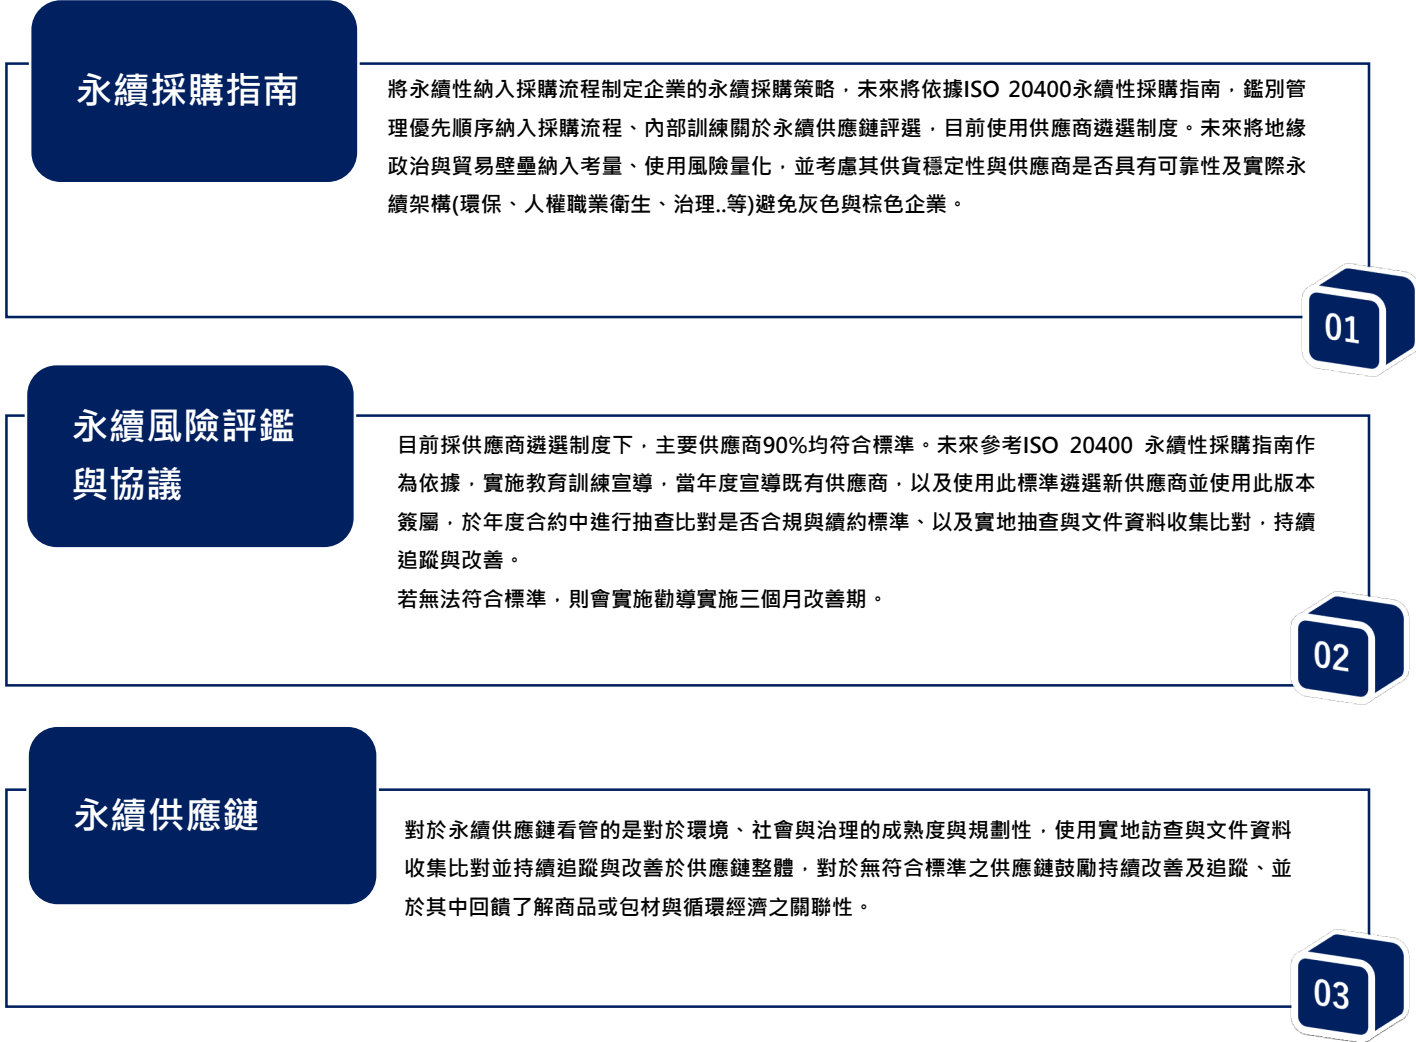 永續採購指南
將永續性納入採購流程制定企業的永續採購策略，未來將依據ISO 20400永續性採購指南，鑑別管
理優先順序納入採購流程、內部訓練關於永續供應鏈評選，目前使用供應商遴選制度。未來將地緣
政治與貿易壁壘納入考量、使用風險量化，並考慮其供貨穩定性與供應商是否具有可靠性及實際永
續架構(環保、人權職業衛生、治理..等)避免灰色與棕色企業。
01
永續風險評鑑
與協議
目前採供應商遴選制度下，主要供應商90%均符合標準。未來參考ISO 20400 永續性採購指南作
為依據，實施教育訓練宣導，當年度宣導既有供應商，以及使用此標準遴選新供應商並使用此版本
簽屬，於年度合約中進行抽查比對是否合規與續約標準、以及實地抽查與文件資料收集比對，持續
追蹤與改善。
若無法符合標準，則會實施勸導實施三個月改善期。
02
永續供應鏈
對於永續供應鏈看管的是對於環境、社會與治理的成熟度與規劃性，使用實地訪查與文件資料
收集比對並持續追蹤與改善於供應鏈整體，對於無符合標準之供應鏈鼓勵持續改善及追蹤、並
於其中回饋了解商品或包材與循環經濟之關聯性。
03